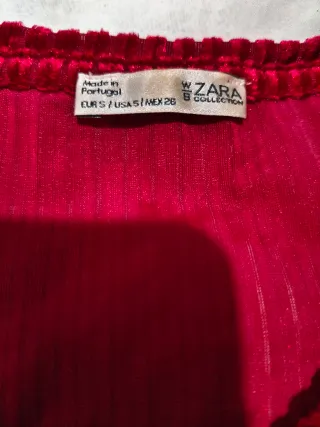 Made in
Portugal
EUR S / USA S / MEX 26
W/B ZARA
COLLECTION